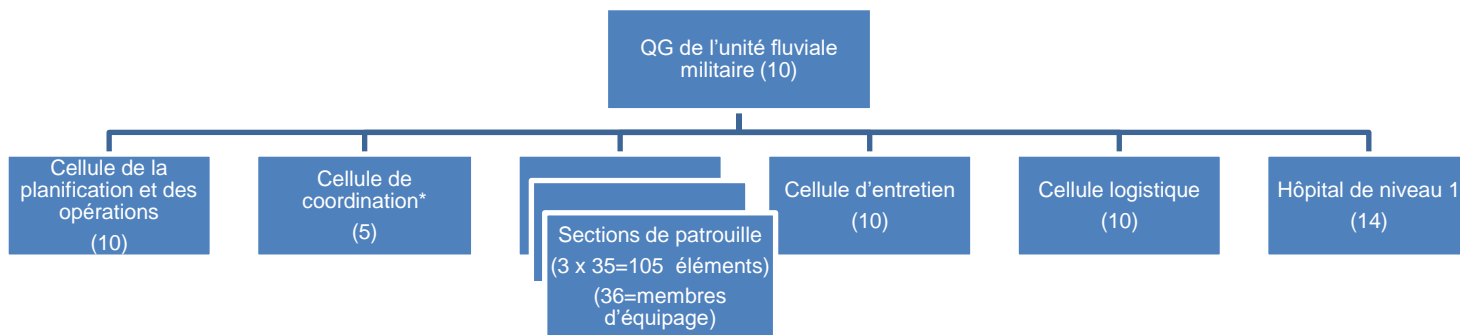 QG de l’unité fluviale
militaire (10)
Cellule de la
planification et des
opérations
(10)
Cellule de
coordination*
(5)
Sections de patrouille
(3 x 35=105 éléments)
(36=membres
d’équipage)
Cellule d’entretien
(10)
Cellule logistique
(10)
Hôpital de niveau 1
(14)